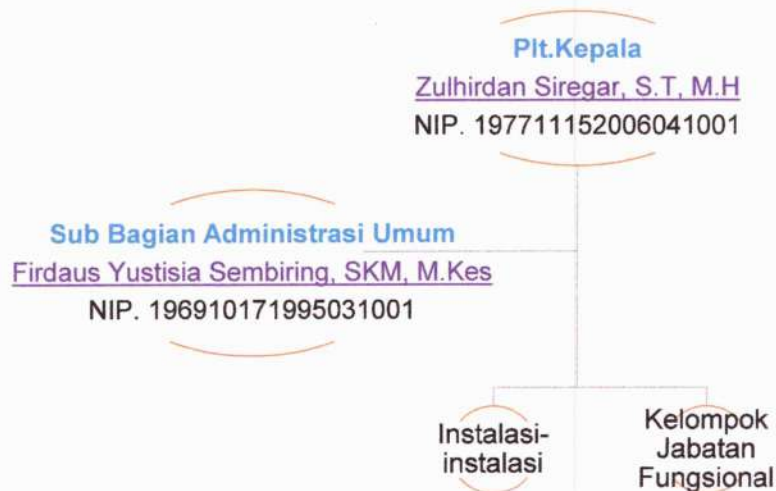 Plt.Kepala
Zulhirdan Siregar, S.T, M.H
NIP. 197711152006041001
Sub Bagian Administrasi Umum
Firdaus Yustisia Sembiring, SKM, M.Kes
NIP. 196910171995031001
Instalasi-
instalasi
Kelompok
Jabatan
Fungsional